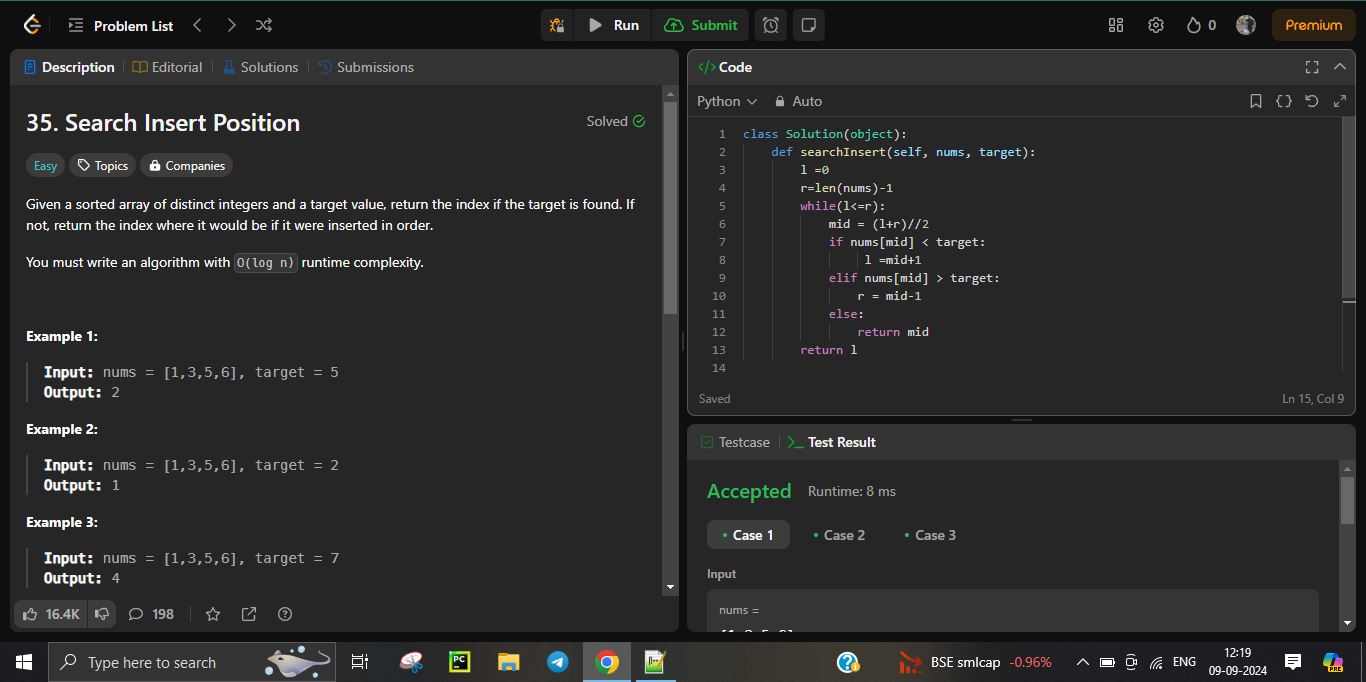 Problem List
Run
Submit
0
Premium
Description
Editorial
Solutions
Submissions
35. Search Insert Position
Solved
Easy
Topics
Companies
Given a sorted array of distinct integers and a target value, return the index if the target is found. If
not, return the index where it would be if it were inserted in order.
You must write an algorithm with O(log n) runtime complexity.
Example 1:
Input: nums = [1,3,5,6], target = 5
Output: 2
Example 2:
Input: nums = [1,3,5,6], target = 2
Output: 1
Example 3:
Input: nums = [1,3,5,6], target = 7
Output: 4
16.4K
198
</> Code
Python
Auto
1 class Solution(object):
2 def searchInsert(self, nums, target):
3 l =0
4 r=len(nums)-1
5 while(l<=r):
6 mid = (l+r)//2
7 if nums[mid] < target:
8 l =mid+1
9 elif nums[mid] > target:
10 r = mid-1
11 else:
12 return mid
13 return l
14
Saved
Ln 15, Col 9
Testcase
Test Result
Accepted
Runtime: 8 ms
Case 1
Case 2
Case 3
Input
nums =
Type here to search
PC
BSE smlcap -0.96%
ENG
12:19
09-09-2024
PRE